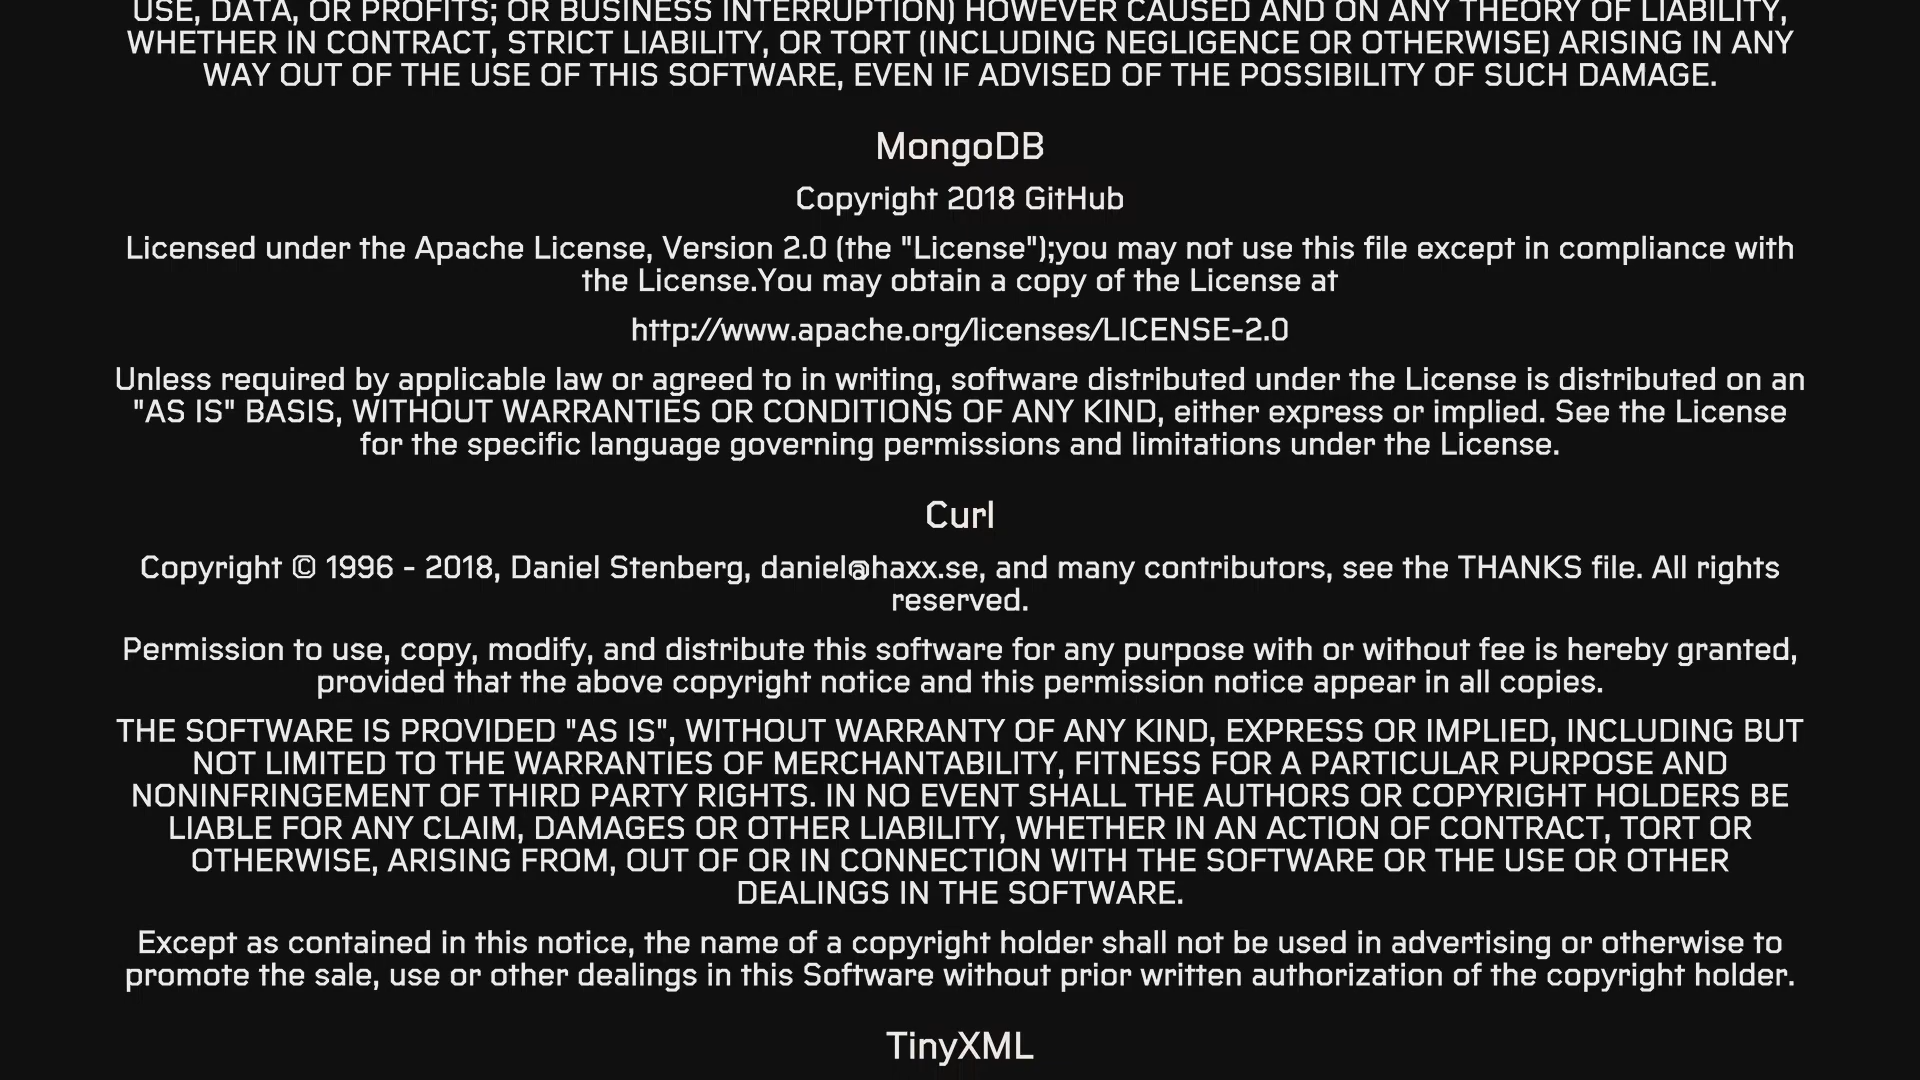 USE, DATA, OR PROFITS; OR BUSINESS INTERRUPTION) HOWEVER CAUSED AND ON ANY THEORY OF LIABILITY,
WHETHER IN CONTRACT, STRICT LIABILITY, OR TORT (INCLUDING NEGLIGENCE OR OTHERWISE) ARISING IN ANY
WAY OUT OF THE USE OF THIS SOFTWARE, EVEN IF ADVISED OF THE POSSIBILITY OF SUCH DAMAGE.
MongoDB
Copyright 2018 GitHub
Licensed under the Apache License, Version 2.0 (the "License");you may not use this file except in compliance with
the License.You may obtain a copy of the License at
http://www.apache.org/licenses/LICENSE-2.0
Unless required by applicable law or agreed to in writing, software distributed under the License is distributed on an
"AS IS" BASIS, WITHOUT WARRANTIES OR CONDITIONS OF ANY KIND, either express or implied. See the License
for the specific language governing permissions and limitations under the License.
Curl
Copyright © 1996 - 2018, Daniel Stenberg, daniel@haxx.se, and many contributors, see the THANKS file. All rights
reserved.
Permission to use, copy, modify, and distribute this software for any purpose with or without fee is hereby granted,
provided that the above copyright notice and this permission notice appear in all copies.
THE SOFTWARE IS PROVIDED "AS IS", WITHOUT WARRANTY OF ANY KIND, EXPRESS OR IMPLIED, INCLUDING BUT
NOT LIMITED TO THE WARRANTIES OF MERCHANTABILITY, FITNESS FOR A PARTICULAR PURPOSE AND
NONINFRINGEMENT OF THIRD PARTY RIGHTS. IN NO EVENT SHALL THE AUTHORS OR COPYRIGHT HOLDERS BE
LIABLE FOR ANY CLAIM, DAMAGES OR OTHER LIABILITY, WHETHER IN AN ACTION OF CONTRACT, TORT OR
OTHERWISE, ARISING FROM, OUT OF OR IN CONNECTION WITH THE SOFTWARE OR THE USE OR OTHER
DEALINGS IN THE SOFTWARE.
Except as contained in this notice, the name of a copyright holder shall not be used in advertising or otherwise to
promote the sale, use or other dealings in this Software without prior written authorization of the copyright holder.
TinyXML